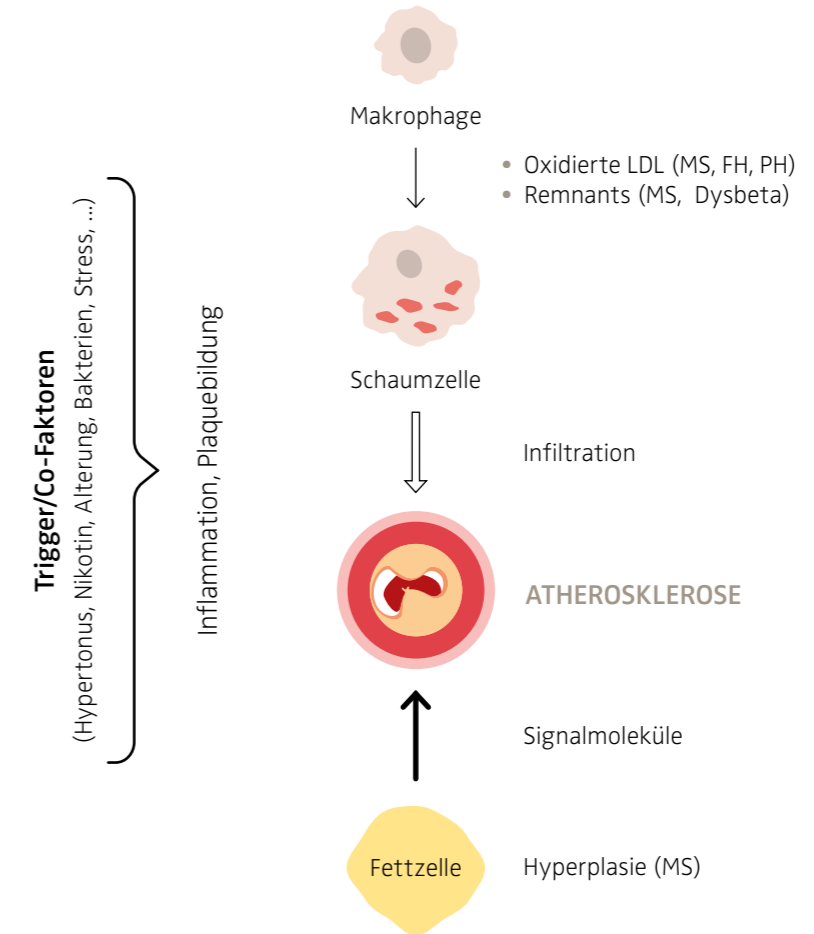 Makrophage
• Oxidierte LDL (MS, FH, PH)
• Remnants (MS, Dysbeta)
Schaumzelle
Infiltration
Trigger/Co-Faktoren
(Hypertonus, Nikotin, Alterung, Bakterien, Stress, ...)
Inflammation, Plaquebildung
ATHEROSKLEROSE
Signalmoleküle
Fettzelle
Hyperplasie (MS)